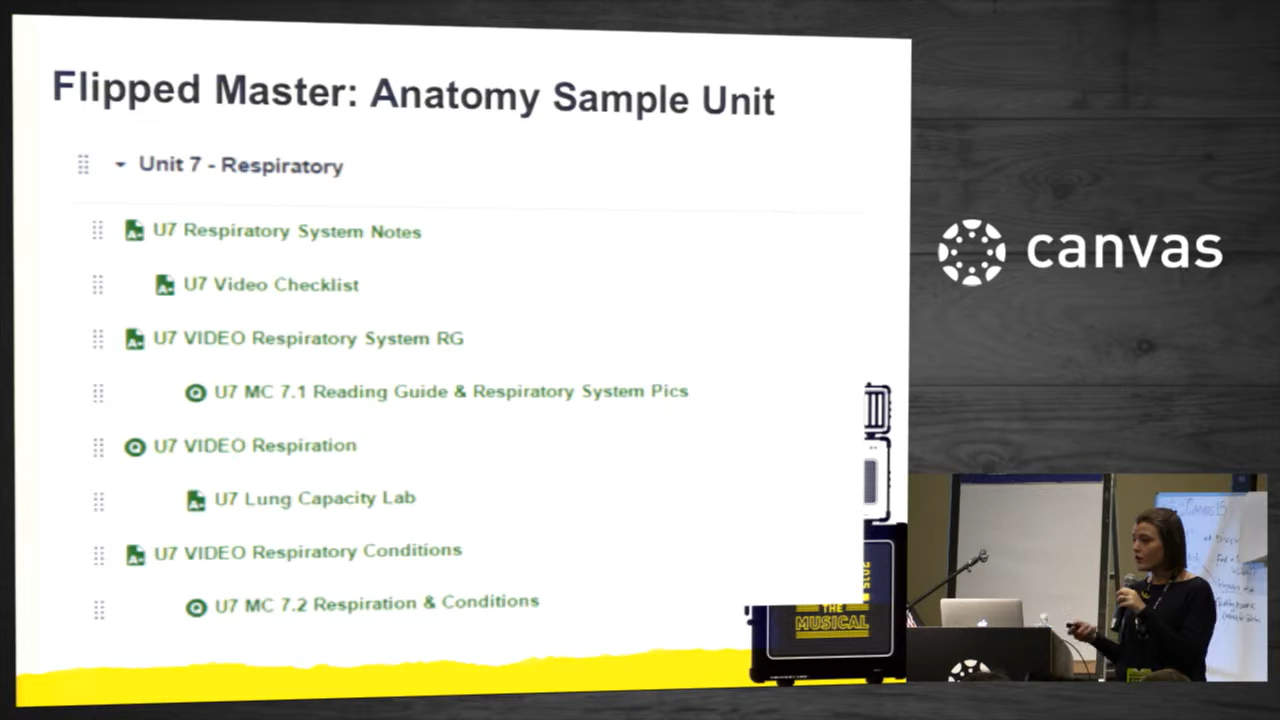 Flipped Master: Anatomy Sample Unit
Unit 7 - Respiratory
U7 Respiratory System Notes
U7 Video Checklist
U7 VIDEO Respiratory System RG
U7 MC 7.1 Reading Guide & Respiratory System Pics
U7 VIDEO Respiration
U7 Lung Capacity Lab
U7 VIDEO Respiratory Conditions
U7 MC 7.2 Respiration & Conditions
2015
THE
MUSICAL
canvas